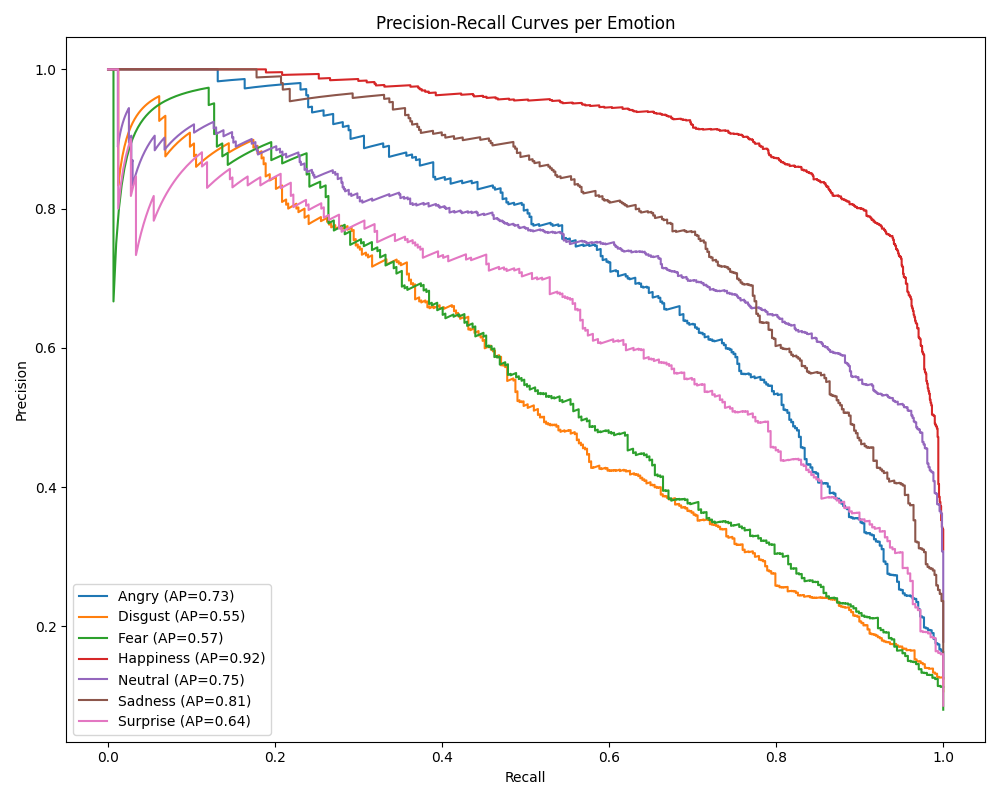 Precision-Recall Curves per Emotion
1.0
0.8
0.6
0.4
0.2
Precision
Angry (AP=0.73)
Disgust (AP=0.55)
Fear (AP=0.57)
Happiness (AP=0.92)
Neutral (AP=0.75)
Sadness (AP=0.81)
Surprise (AP=0.64)
0.0 0.2 0.4 0.6 0.8 1.0
Recall